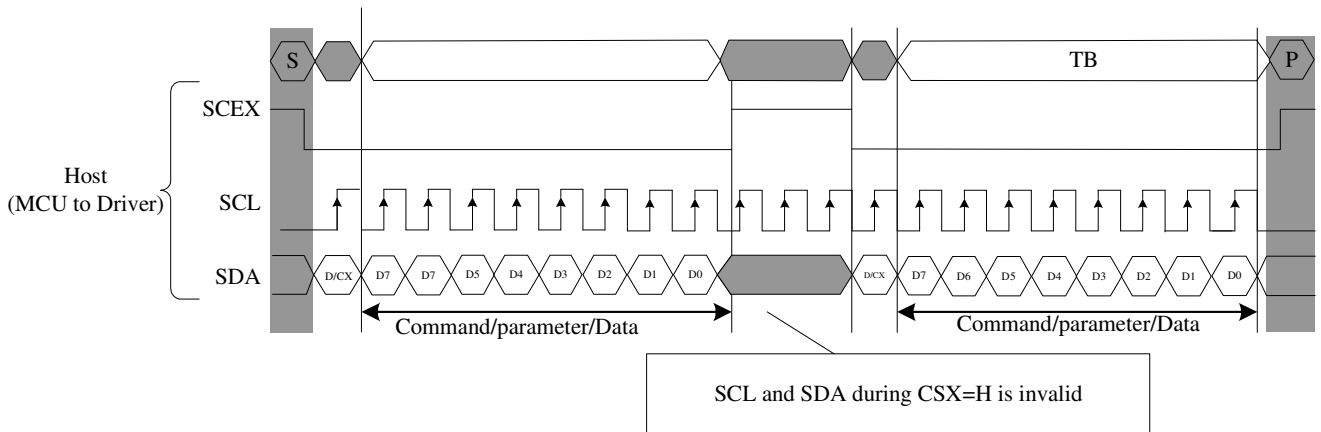 S TB P
SCEX
Host
(MCU to Driver)
SCL
SDA D/CX D7 D7 D5 D4 D3 D2 D1 D0 D/CX D7 D6 D5 D4 D3 D2 D1 D0
Command/parameter/Data Command/parameter/Data
SCL and SDA during CSX=H is invalid